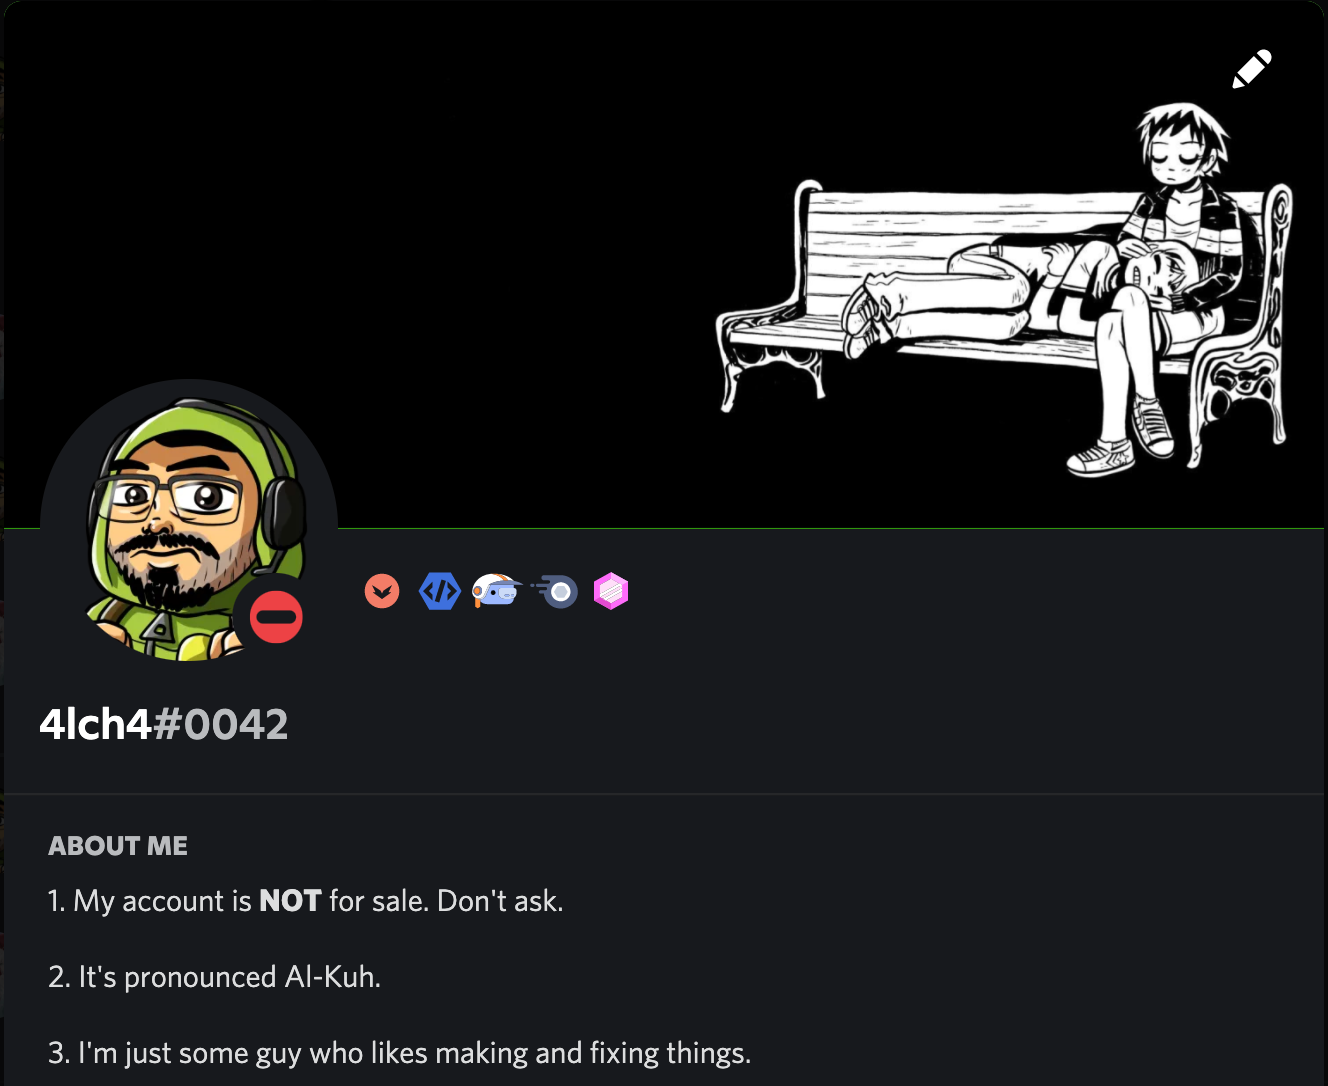 4lch4#0042
ABOUT ME
1. My account is NOT for sale. Don't ask.
2. It's pronounced Al-Kuh.
3. I'm just some guy who likes making and fixing things.